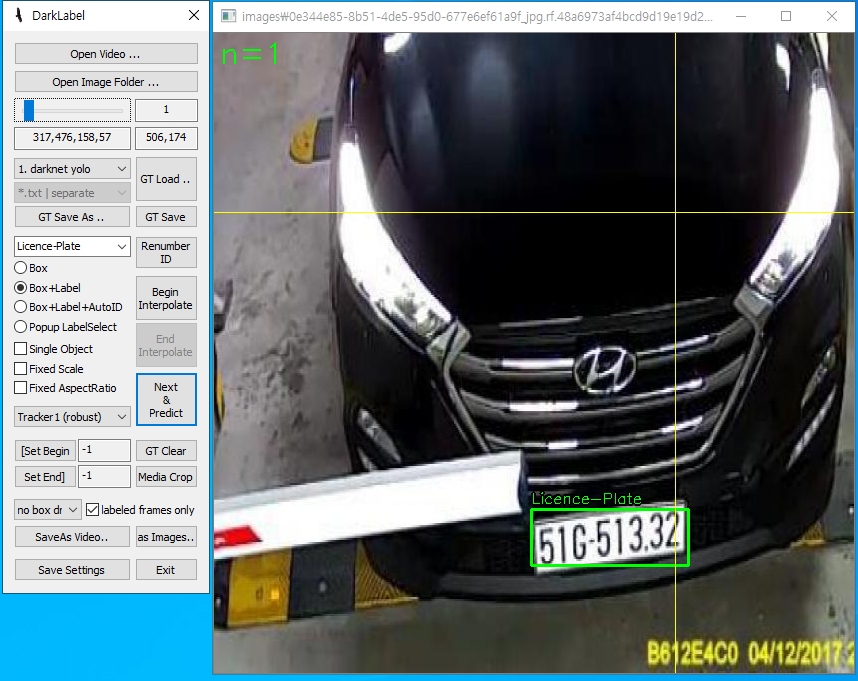 DarkLabel
Open Video ...
Open Image Folder ...
1
317,476,158,57
506,174
1. darknet yolo
GT Load ..
*.txt | separate
GT Save As ..
GT Save
Licence-Plate
Renumber
ID
Box
Box+Label
Begin
Interpolate
Box+Label+AutoID
Popup LabelSelect
End
Interpolate
Single Object
Fixed Scale
Fixed AspectRatio
Next
&
Predict
Tracker1 (robust)
[Set Begin
-1
GT Clear
Set End]
-1
Media Crop
no box dr
labeled frames only
SaveAs Video..
as Images..
Save Settings
Exit
images₩0e344e85-8b51-4de5-95d0-677e6ef61a9f_jpg.rf.48a6973af4bcd9d19e19d2...
n=1
Licence-Plate
51G-513.32
B612E4C0 04/12/2017 2